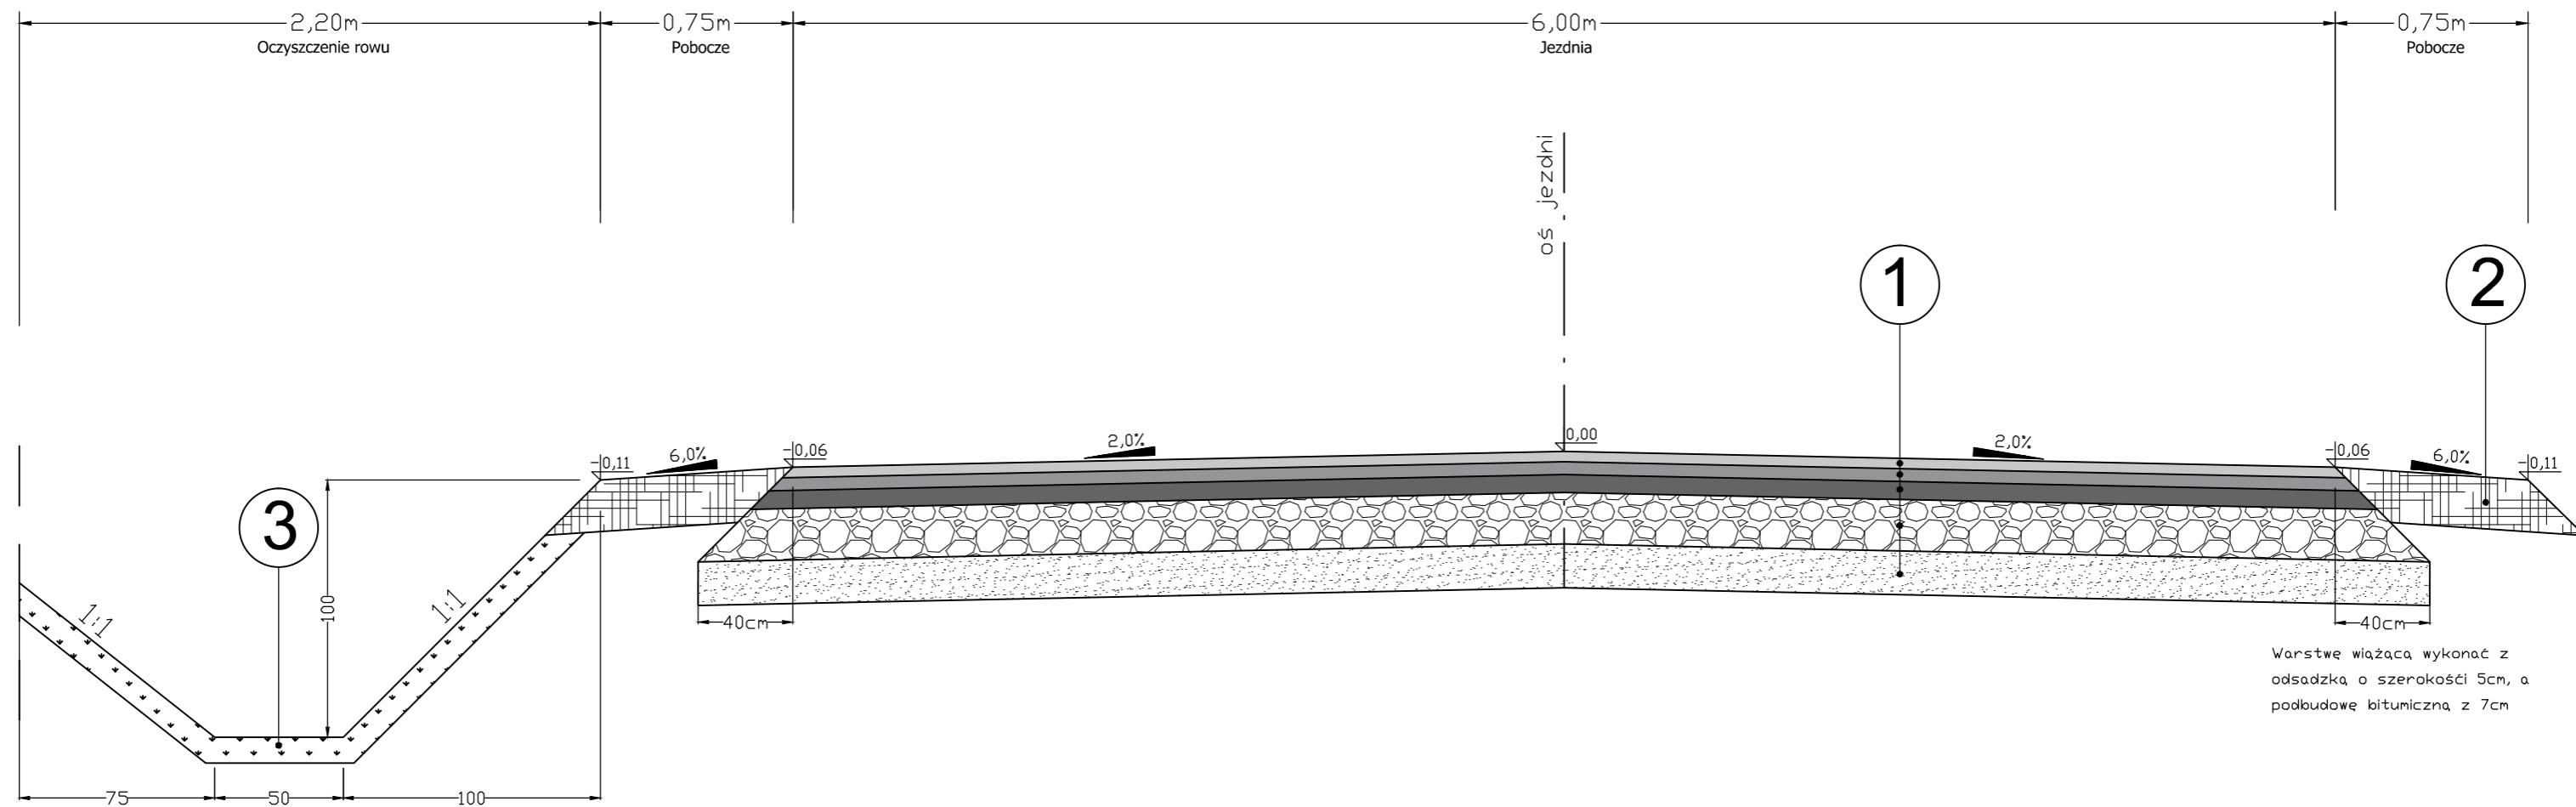 2,20m
Oczyszczenie rowu
0,75m
Pobocze
6,00m
Jezdnia
0,75m
Pobocze
oś jezdni
1
2
3
-0,11
6,0%
-0,06
2,0%
0,00
2,0%
-0,06
6,0%
-0,11
1:1
1:1
100
40cm
40cm
Warstwę wiążącą wykonać z
odsadzką o szerokośći 5cm, a
podbudowę bitumiczną z 7cm
75
50
100